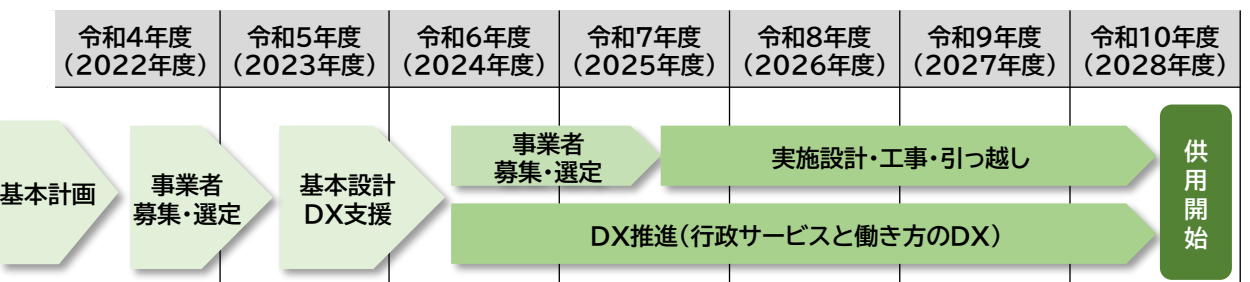 令和4年度
(2022年度)
令和5年度
(2023年度)
令和6年度
(2024年度)
令和7年度
(2025年度)
令和8年度
(2026年度)
令和9年度
(2027年度)
令和10年度
(2028年度)
基本計画
事業者
募集・選定
基本設計
DX支援
事業者
募集・選定
実施設計・工事・引っ越し
DX推進(行政サービスと働き方のDX)
供用開始